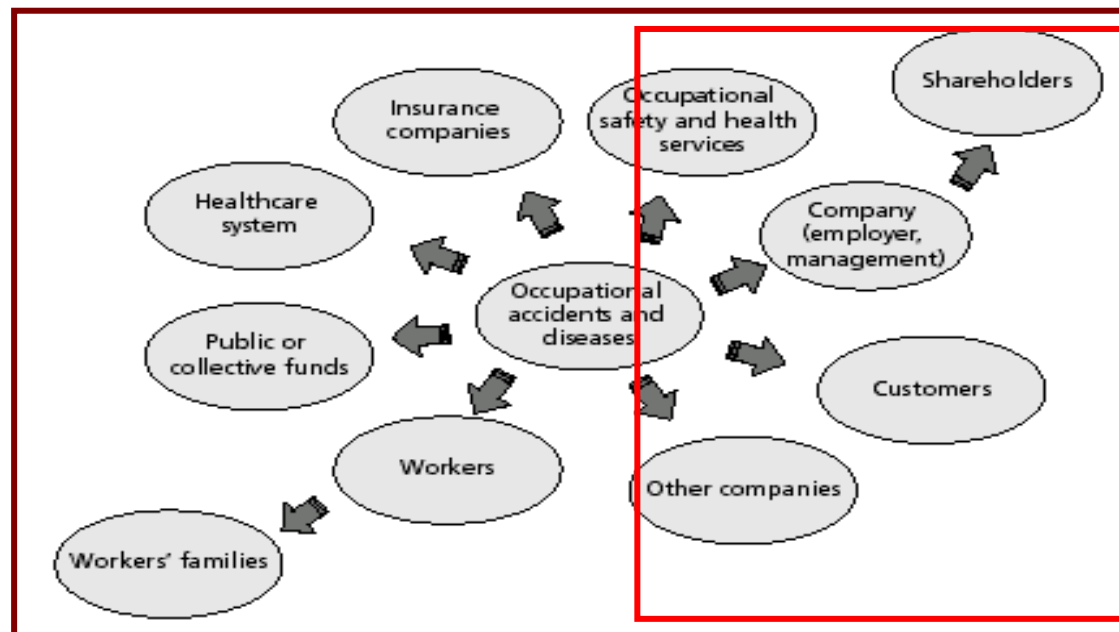 Shareholders
Insurance
companies
Occupational
safety and health
services
Healthcare
system
Company
(employer,
management)
Occupational
accidents and
diseases
Public or
collective funds
Customers
Workers
Other companies
Workers’ families